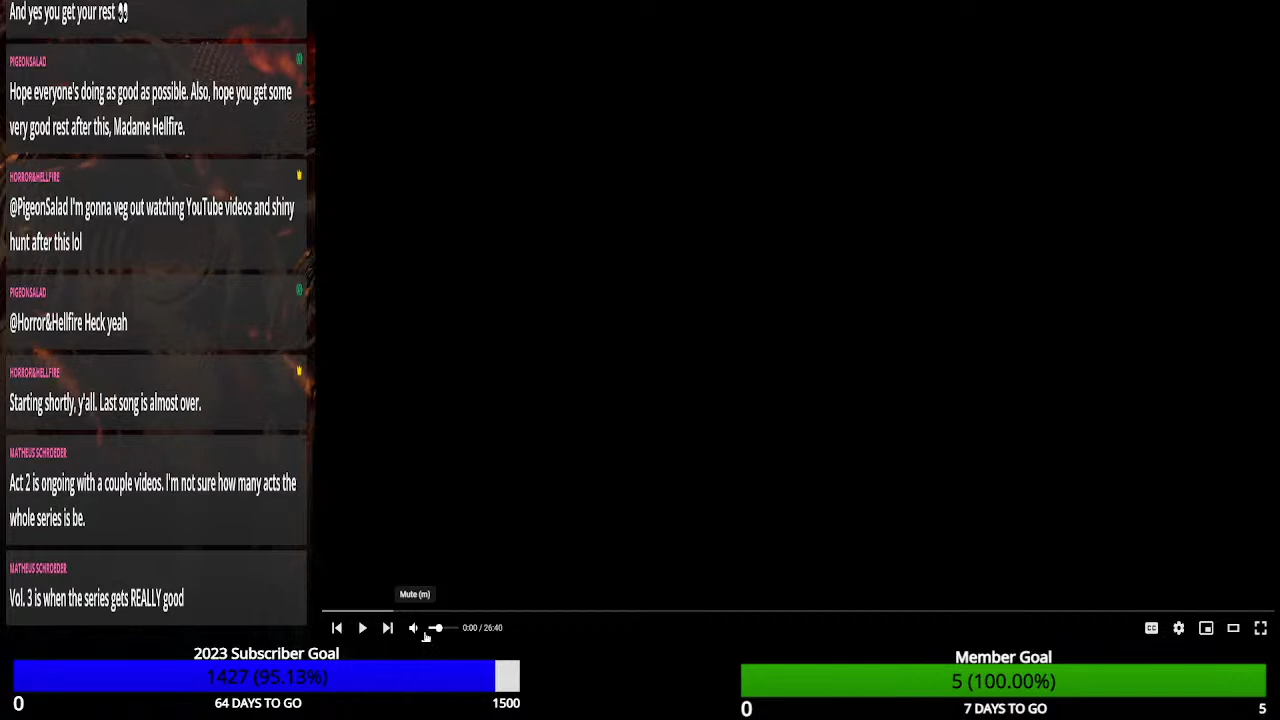 And yes you get your rest 👀
PIGEONSALAD
Hope everyone's doing as good as possible. Also, hope you get some
very good rest after this, Madame Hellfire.
HORROR&HELLFIRE
@PigeonSalad I'm gonna veg out watching YouTube videos and shiny
hunt after this lol
PIGEONSALAD
@Horror&Hellfire Heck yeah
HORROR&HELLFIRE
Starting shortly, y'all. Last song is almost over.
MATHEUS SCHROEDER
Act 2 is ongoing with a couple videos. I'm not sure how many acts the
whole series is be.
MATHEUS SCHROEDER
Vol. 3 is when the series gets REALLY good
Mute (m)
0:00 / 26:40
CC
2023 Subscriber Goal
1427 (95.13%)
0
64 DAYS TO GO
1500
Member Goal
5 (100.00%)
0
7 DAYS TO GO
5